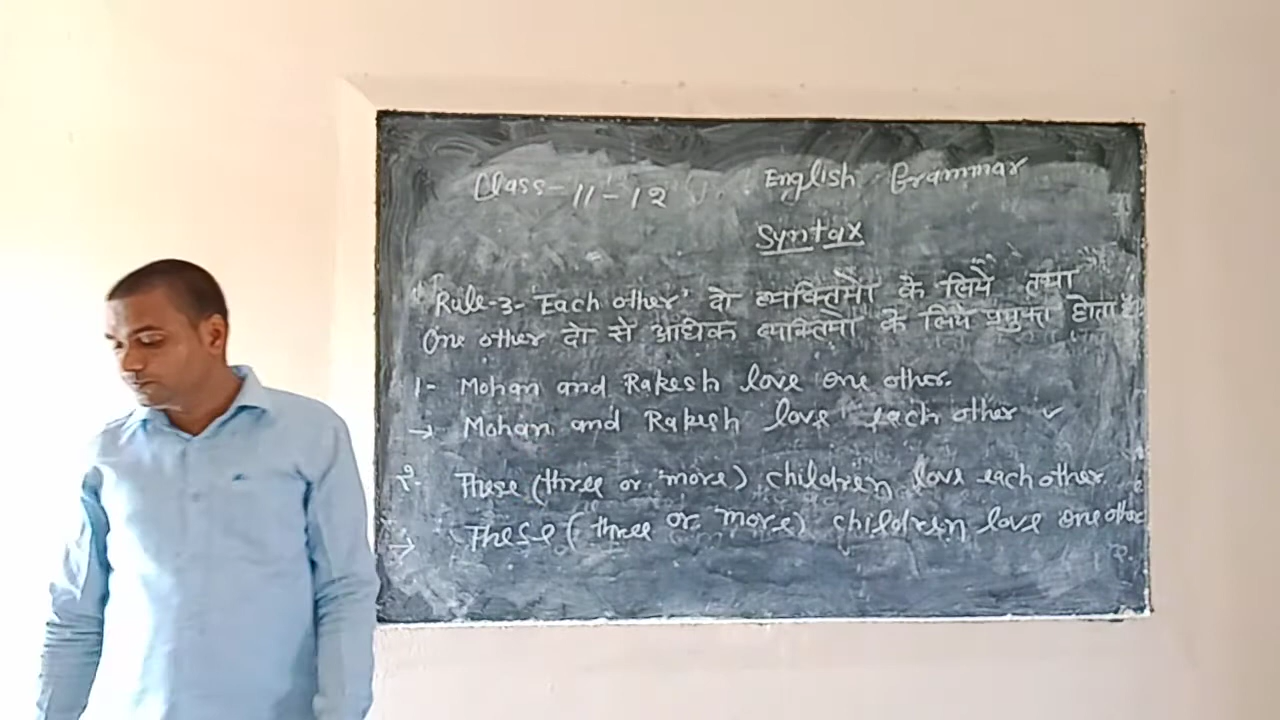 Class- 11-12 English Grammar
Syntax
Rule-3- "Each other" दो व्यक्तियों के लिये तथा
One other दो से अधिक व्यक्तियों के लिये प्रयुक्त होता है।
1- Mohan and Rakesh love one other.
→ Mohan and Rakesh love each other ✓
2- These (three or more) children love each other.
→ These (three or more) children love one other